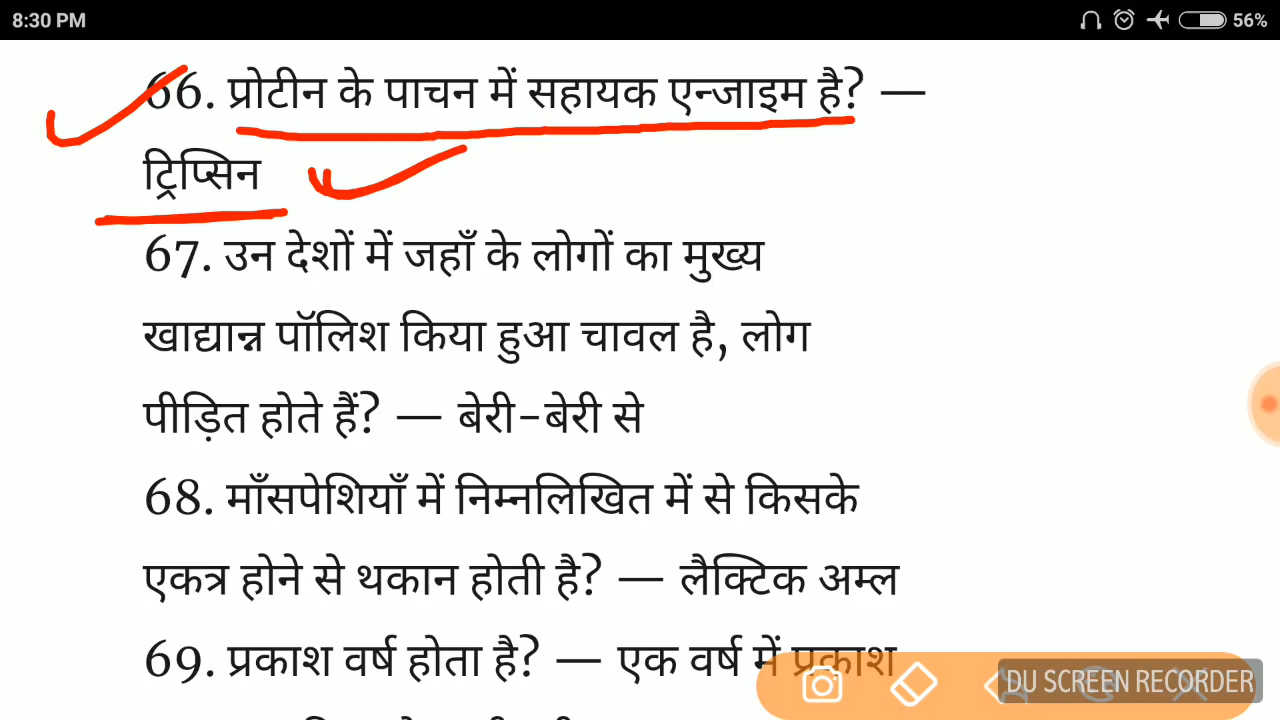 8:30 PM
56%
66. प्रोटीन के पाचन में सहायक एन्जाइम है? —
ट्रिप्सिन
67. उन देशों में जहाँ के लोगों का मुख्य
खाद्यान्न पॉलिश किया हुआ चावल है, लोग
पीड़ित होते हैं? — बेरी-बेरी से
68. माँसपेशियाँ में निम्नलिखित में से किसके
एकत्र होने से थकान होती है? — लैक्टिक अम्ल
69. प्रकाश वर्ष होता है? — एक वर्ष में प्रकाश
DU SCREEN RECORDER